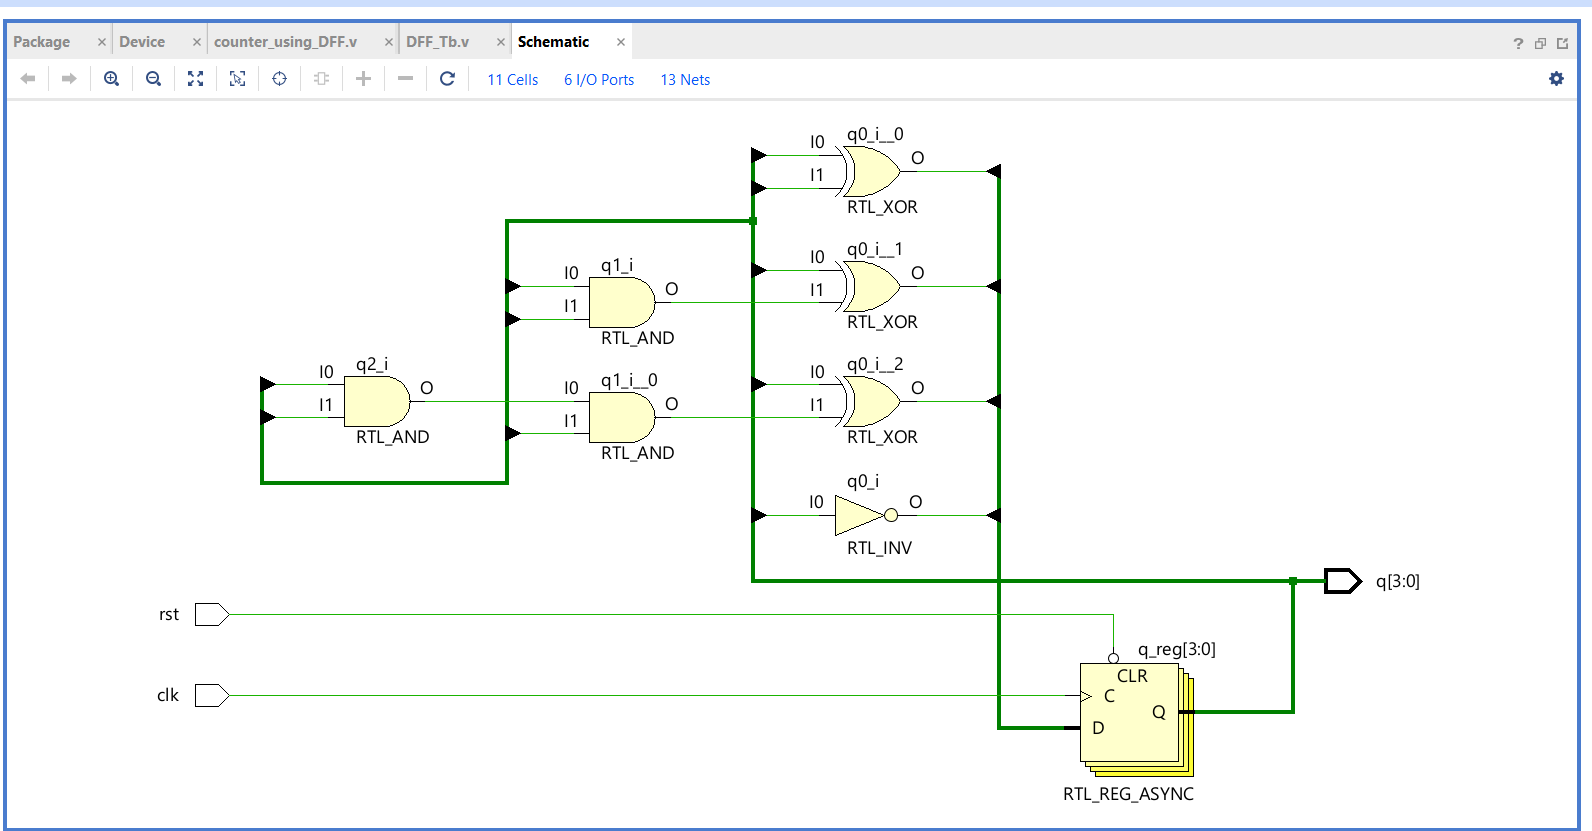 Package Device counter_using_DFF.v DFF_Tb.v Schematic
11 Cells 6 I/O Ports 13 Nets
q0_i__0
I0 O
I1
RTL_XOR
q0_i__1
I0 O
I1
RTL_XOR
q1_i
I0 O
I1
RTL_AND
q0_i__2
I0 O
I1
RTL_XOR
q2_i
I0 O
I1
RTL_AND
q1_i__0
I0 O
I1
RTL_AND
q0_i
I0 O
RTL_INV
q[3:0]
rst
q_reg[3:0]
CLR
clk
C
Q
D
RTL_REG_ASYNC